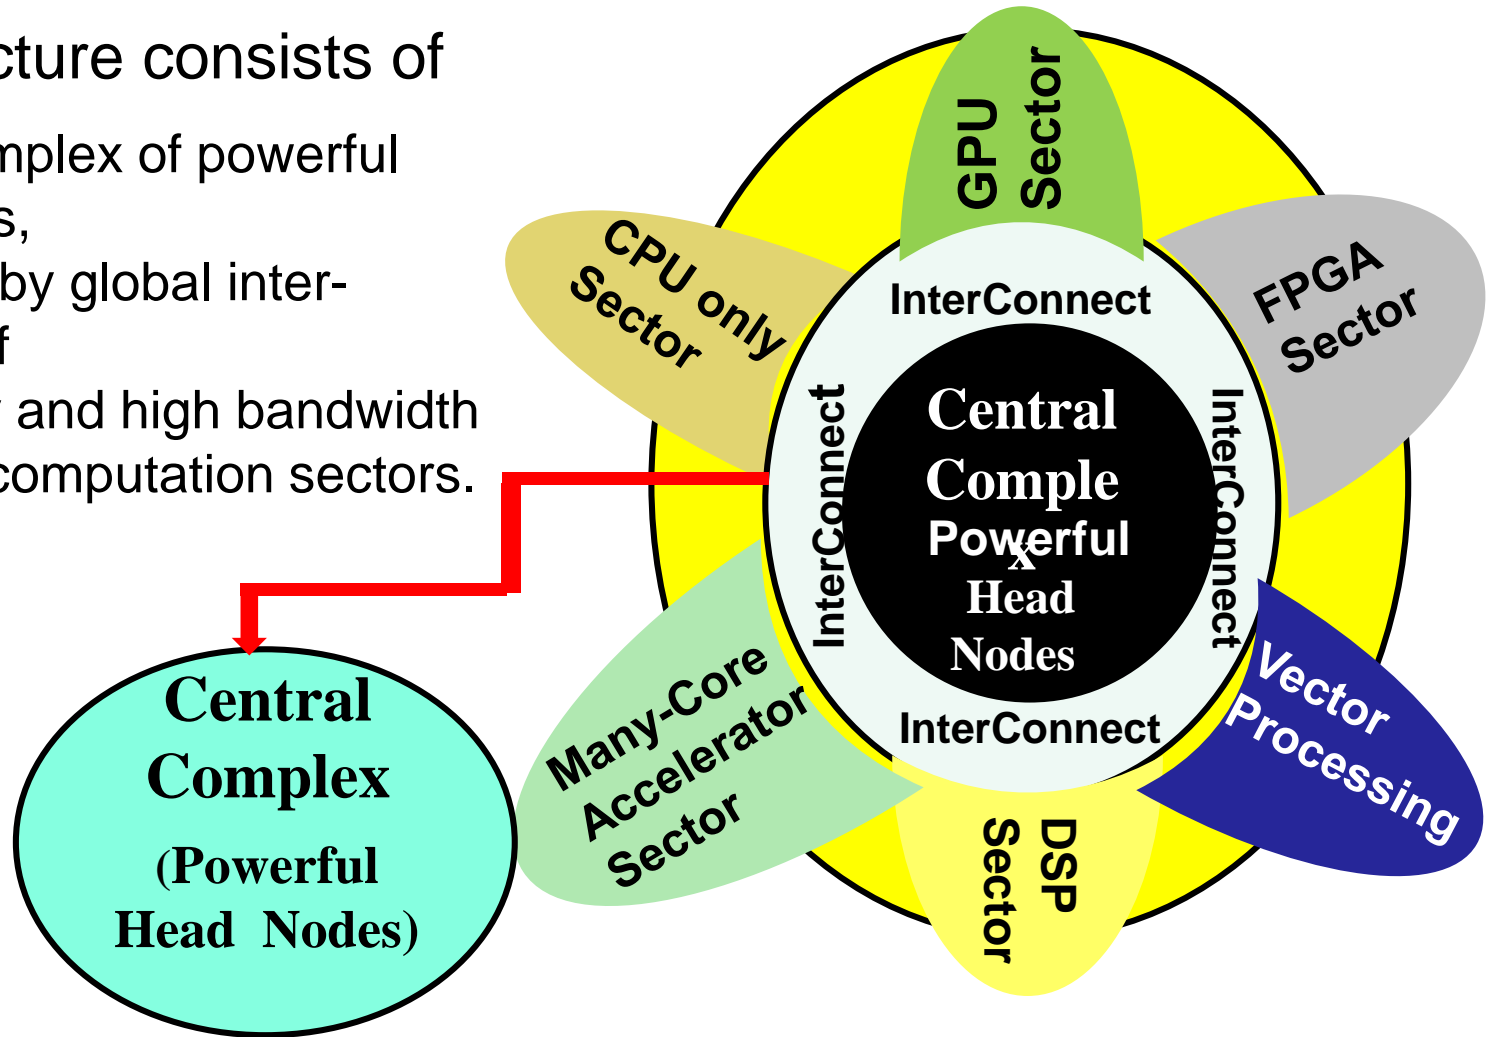 cture consists of
mplex of powerful
s,
by global inter-
f
y and high bandwidth
computation sectors.
GPU
Sector
CPU only
Sector
FPGA
Sector
InterConnect
InterConnect
InterConnect
Central
Comple
x
Powerful
Head
Nodes
InterConnect
Many-Core
Accelerator
Sector
Vector
Processing
DSP
Sector
Central
Complex
(Powerful
Head Nodes)